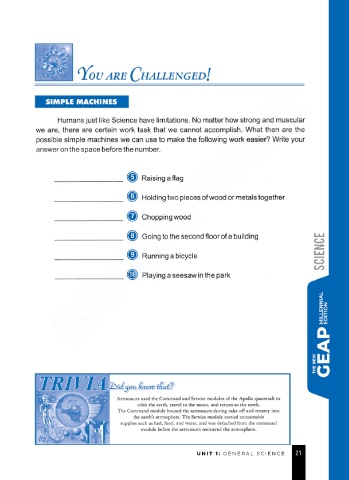 YOU ARE CHALLENGED!
SIMPLE MACHINES
Humans just like Science have limitations. No matter how strong and muscular
we are, there are certain work task that we cannot accomplish. What then are the
possible simple machines we can use to make the following work easier? Write your
answer on the space before the number.
5 Raising a flag
6 Holding two pieces of wood or metals together
7 Chopping wood
8 Going to the second floor of a building
9 Running a bicycle
10 Playing a seesaw in the park
SCIENCE
THE NEW GEAP MILLENNIAL EDITION
TRIVIA Did you know that?
Astronauts used the Command and Service modules of the Apollo spacecraft to
orbit the earth, travel to the moon, and return to the earth.
The Command module housed the astronauts during take-off and reentry into
the earth's atmosphere. The Service module carried consumable
supplies such as fuel, food, and water, and was detached from the command
module before the astronauts reentered the atmosphere.
UNIT 1: GENERAL SCIENCE 21